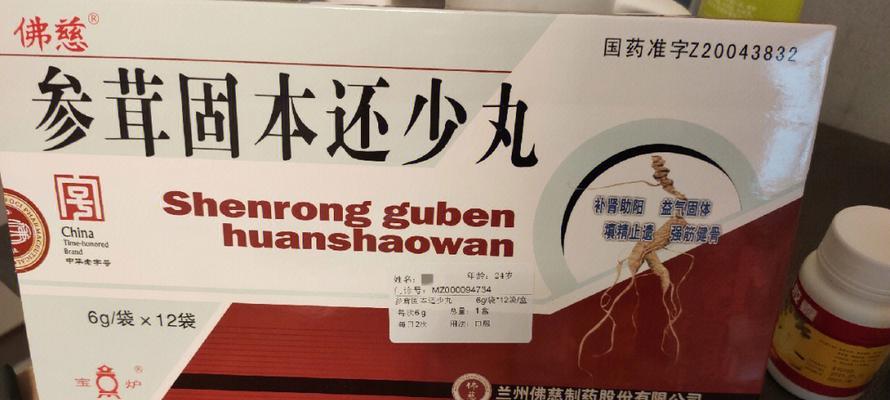 佛慈®
国药准字Z20043832
参茸固本还少丸
China
Time-honored
Brand
中华老字号
Shenrong guben
huanshaowan
补肾助阳 益气固体
填精止遗 强筋健骨
姓名： 年龄：24岁
门诊号：MZ000094734
参茸固本还少丸 6g/袋*12袋/盒
每次6g 总量：1盒
每日2次 用法：口服
6g/袋×12袋
宝炉®
佛慈
兰州佛慈制药股份有限公司